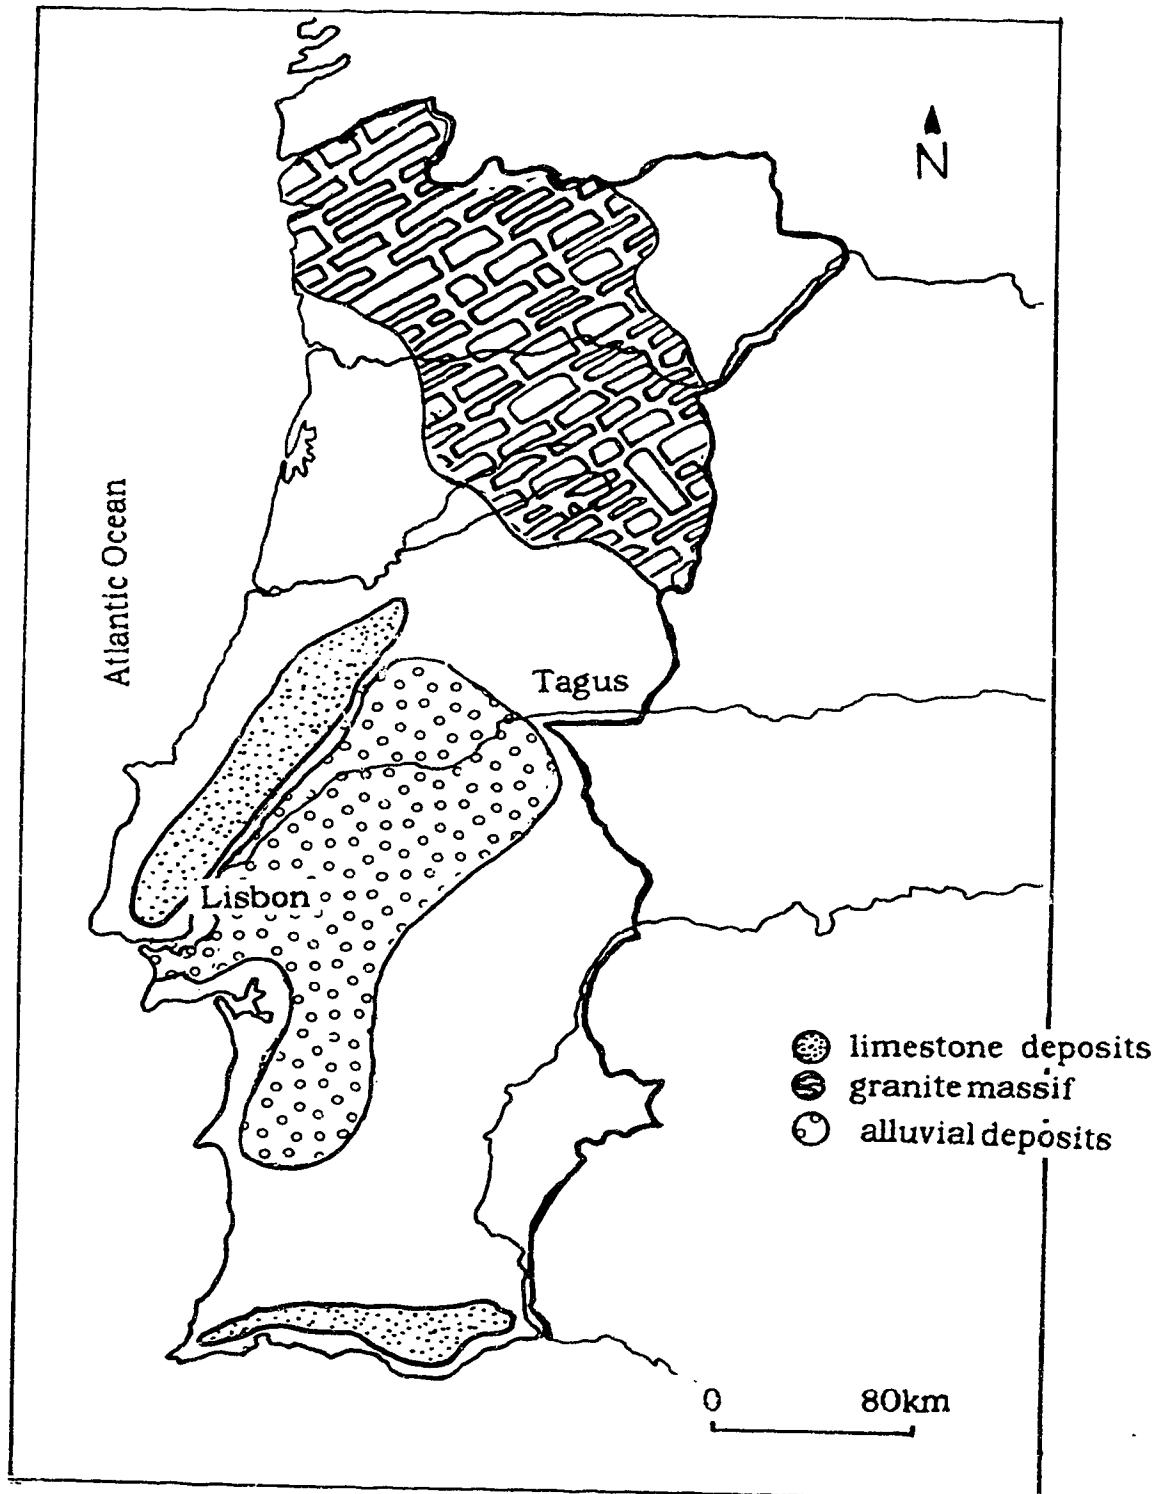 N
Atlantic Ocean
Tagus
Lisbon
limestone deposits
granite massif
alluvial deposits
0 80km